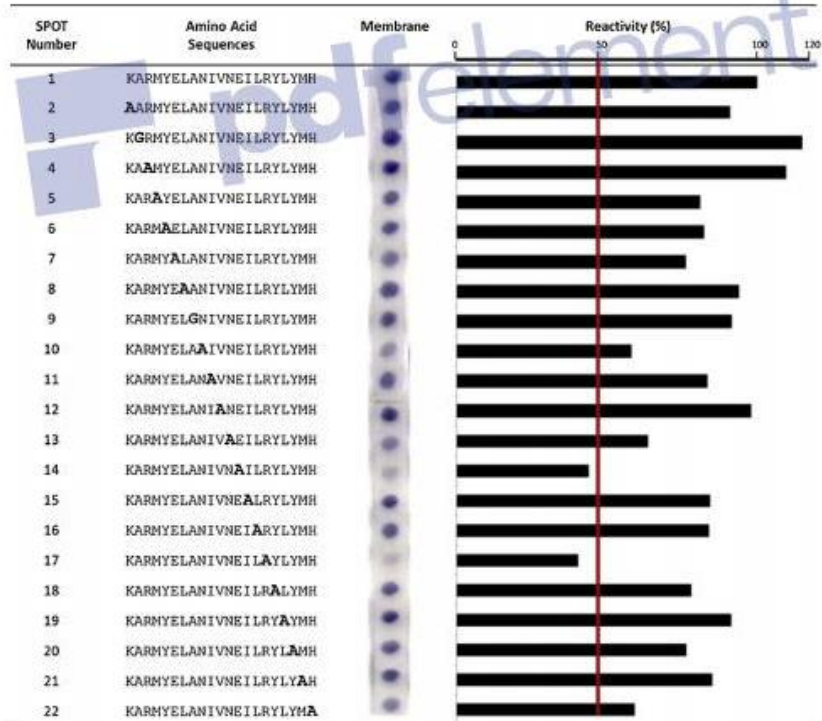 SPOT Number
Amino Acid Sequences
Membrane
Reactivity (%)
0 50 100 120
1 KARMYELANIVNEILRYLYMH
2 AARMYELANIVNEILRYLYMH
3 KGRMYELANIVNEILRYLYMH
4 KAAMYELANIVNEILRYLYMH
5 KARAYELANIVNEILRYLYMH
6 KARMAELANIVNEILRYLYMH
7 KARMYALANIVNEILRYLYMH
8 KARMYEAANIVNEILRYLYMH
9 KARMYELGNIVNEILRYLYMH
10 KARMYELAAIVNEILRYLYMH
11 KARMYELANAVNEILRYLYMH
12 KARMYELANIANEILRYLYMH
13 KARMYELANIVAEILRYLYMH
14 KARMYELANIVNAILRYLYMH
15 KARMYELANIVNEALRYLYMH
16 KARMYELANIVNEIARYLYMH
17 KARMYELANIVNEILAYLYMH
18 KARMYELANIVNEILRALYMH
19 KARMYELANIVNEILRYAYMH
20 KARMYELANIVNEILRYLAMH
21 KARMYELANIVNEILRYLYAH
22 KARMYELANIVNEILRYLYMA
pdfelement